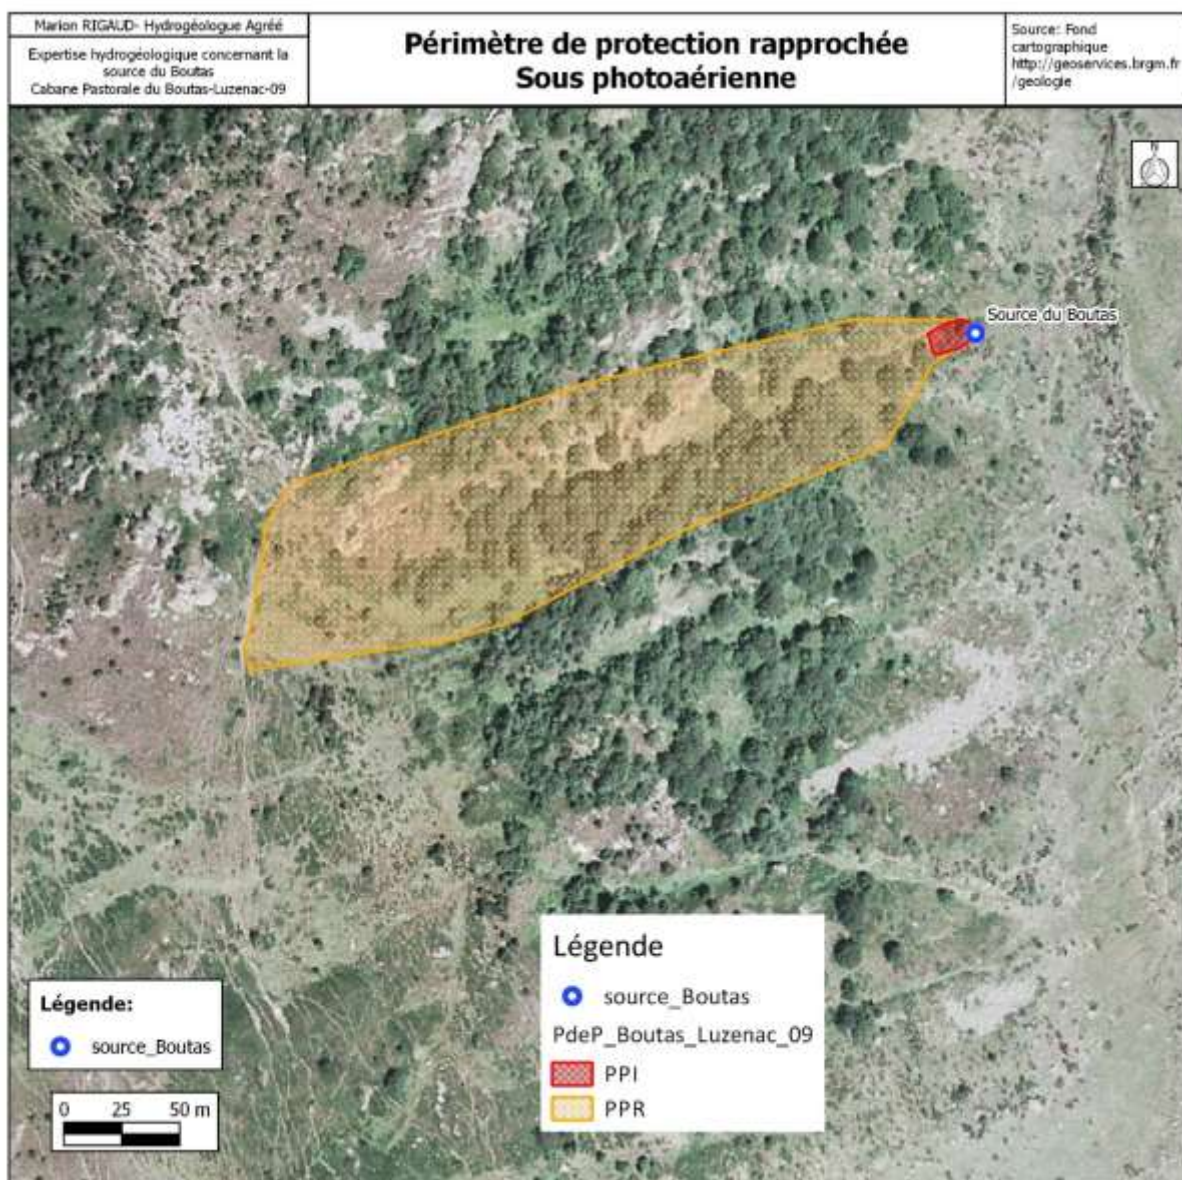 Marion RIGAUD- Hydrogéologue Agréé
Expertise hydrogéologique concernant la
source du Boutas
Cabane Pastorale du Boutas-Luzenac-09
Périmètre de protection rapprochée
Sous photoaérienne
Source: Fond
cartographique
http://geoservices.brgm.fr
/geologie
N
Source du Boutas
Légende
source_Boutas
PdeP_Boutas_Luzenac_09
PPI
PPR
Légende:
source_Boutas
0 25 50 m